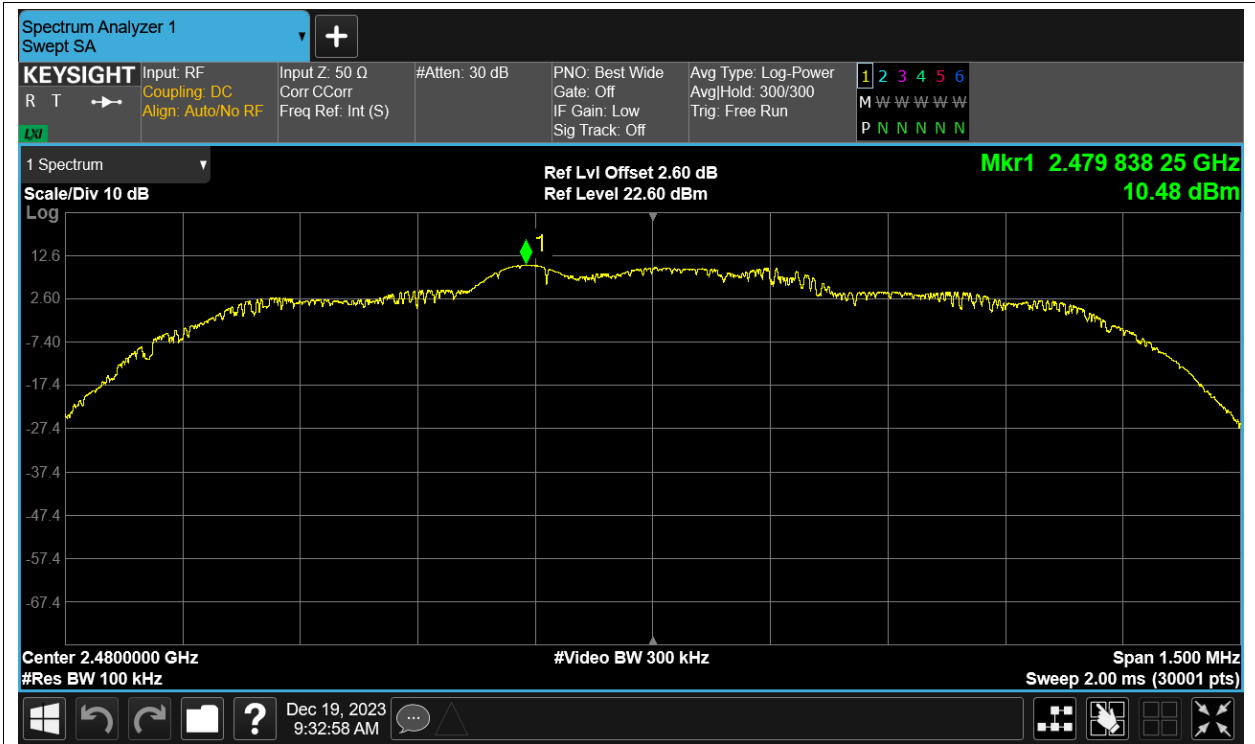 Spectrum Analyzer 1
Swept SA
KEYSIGHT
R T
LXI
Input: RF
Coupling: DC
Align: Auto/No RF
Input Z: 50 Ω
Corr CCorr
Freq Ref: Int (S)
#Atten: 30 dB
PNO: Best Wide
Gate: Off
IF Gain: Low
Sig Track: Off
Avg Type: Log-Power
Avg|Hold: 300/300
Trig: Free Run
1 2 3 4 5 6
M W W W W W
P N N N N N
1 Spectrum
Scale/Div 10 dB
Log
Ref Lvl Offset 2.60 dB
Ref Level 22.60 dBm
Mkr1 2.479 838 25 GHz
10.48 dBm
1
12.6
2.60
-7.40
-17.4
-27.4
-37.4
-47.4
-57.4
-67.4
Center 2.4800000 GHz
#Res BW 100 kHz
#Video BW 300 kHz
Span 1.500 MHz
Sweep 2.00 ms (30001 pts)
?
Dec 19, 2023
9:32:58 AM